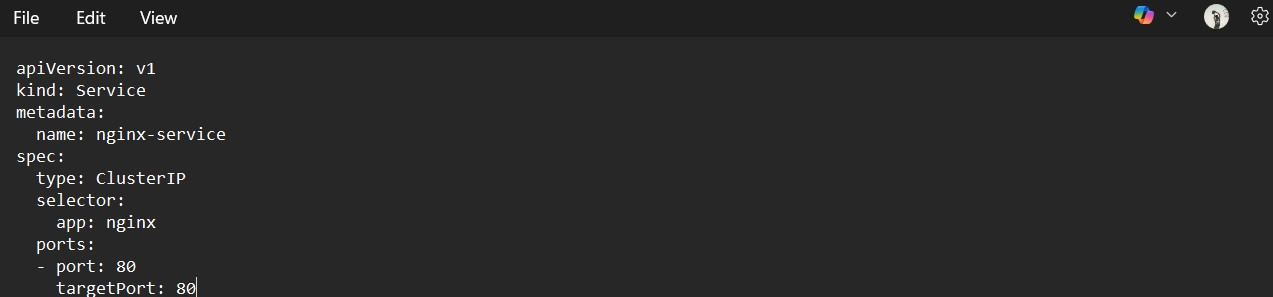 File Edit View
apiVersion: v1
kind: Service
metadata:
  name: nginx-service
spec:
  type: ClusterIP
  selector:
    app: nginx
  ports:
  - port: 80
    targetPort: 80